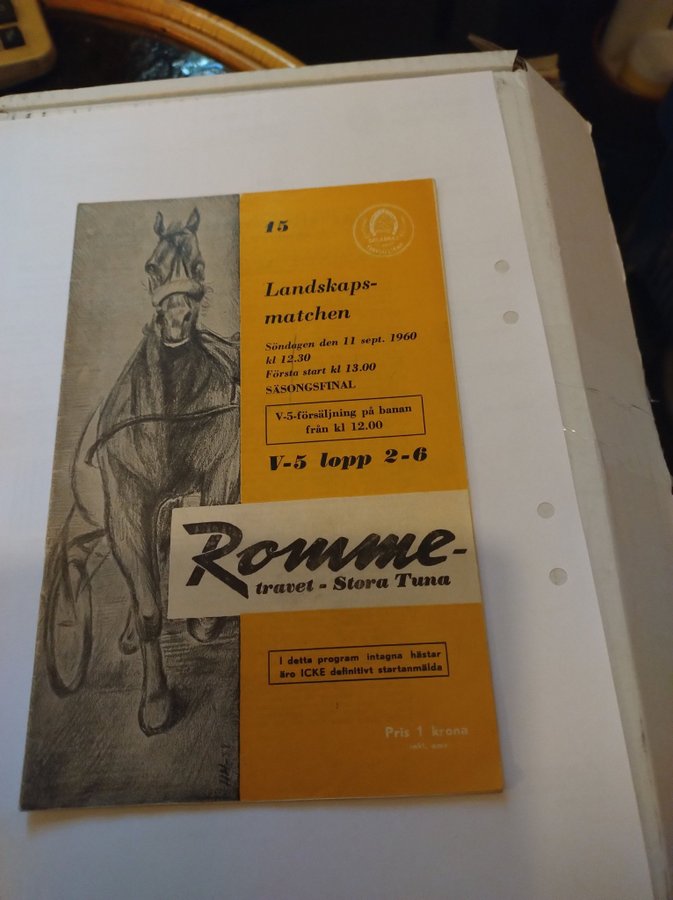 15
Landskaps-
matchen
Söndagen den 11 sept. 1960
kl 12.30
Första start kl 13.00
SÄSONGSFINAL
V-5-försäljning på banan
från kl 12.00
V-5 lopp 2-6
Romme-
travet - Stora Tuna
I detta program intagna hästar
äro ICKE definitivt startanmälda
Pris 1 krona
inkl. oms